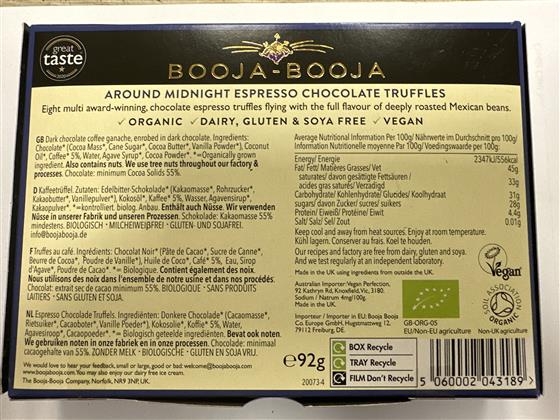 great
taste
2020
BOOJA-BOOJA
AROUND MIDNIGHT ESPRESSO CHOCOLATE TRUFFLES
Eight multi award-winning, chocolate espresso truffles flying with the full flavour of deeply roasted Mexican beans.
✓ ORGANIC ✓ DAIRY, GLUTEN & SOYA FREE ✓ VEGAN
GB Dark chocolate coffee ganache, enrobed in dark chocolate. Ingredients:
Chocolate* (Cocoa Mass*, Cane Sugar*, Cocoa Butter*, Vanilla Powder*), Coconut
Oil*, Coffee* 5%, Water, Agave Syrup*, Cocoa Powder*. *=Organically grown
ingredient. Also contains nuts. We use tree nuts throughout our factory &
processes. Chocolate: minimum Cocoa Solids 55%.
D Kaffeetrüffel. Zutaten: Edelbitter-Schokolade* (Kakaomasse*, Rohrzucker*,
Kakaobutter*, Vanillepulver*), Kokosöl*, Kaffee* 5%, Wasser, Agavensirup*,
Kakaopulver*. *=kontrolliert, biolog. Anbau. Enthält auch Nüsse. Wir verwenden
Nüsse in unserer Fabrik und unseren Prozessen. Schokolade: Kakaomasse 55%
mindestens. BIOLOGISCH · MILCHEIWEIßFREI · GLUTEN- UND SOJAFREI.
info@boojabooja.de
F Truffes au café: Ingrédients: Chocolat Noir* (Pâte de Cacao*, Sucre de Canne*,
Beurre de Cocoa*, Poudre de Vanille*), Huile de Coco*, Café* 5%, Eau, Sirop
d'Agave*, Poudre de Cacao*. *= Biologique. Contient également des noix.
Nous utilisons des noix dans l'ensemble de notre usine et dans nos procédés.
Chocolat: extrait sec de cacao minimum 55%. BIOLOGIQUE · SANS PRODUITS
LAITIERS · SANS GLUTEN ET SOJA.
NL Espresso Chocolate Truffels. Ingrediënten: Donkere Chocolade* (Cacaomasse*,
Rietsuiker*, Cacaoboter*, Vanille Poeder*), Kokosolie*, Koffie* 5%, Water,
Agavesiroop*, Cacaopoeder*. *= Biologisch geteelde ingrediënten. Bevat ook noten.
We gebruiken noten in onze fabriek en in onze processen. Chocolade: minimaal
cacaogehalte van 55%. ZONDER MELK · BIOLOGISCHE · GLUTEN EN SOJA VRIJ.
We would love to hear your feedback, small or large, good or bad: welcome@boojabooja.com
www.boojabooja.com. You may also enjoy our dairy free ice cream.
The Booja-Booja Company, Norfolk, NR9 3NP, UK.
Average Nutritional Information Per 100g/ Nährwerte im Durchschnitt pro 100g/
Information Nutritionelle moyenne Par 100g/ Voedingswaarde per 100g:
Energy/ Energie 2347kJ/556kcal
Fat/ Fett/ Matières Grasses/ Vet 45g
saturates/ davon gesättigte Fettsäuren /
acides gras saturés/ Verzadigd 33g
Carbohydrate/ Kohlenhydrate/ Glucides/ Koolhydraten 31g
sugars/ davon Zucker/ sucres/ suikers 28g
Protein/ Eiweiß/ Protéine/ Eiwit 4.4g
Salt/ Salz/ Sel/ Zout 0.01g
Keep cool and away from heat sources. Enjoy at room temperature.
Kühl lagern. Conserver au frais. Koel te houden.
Our recipes and factory are free from dairy, gluten and soya.
And we test regularly at an independent laboratory.
Made in the UK using ingredients from outside the UK.
Australian Importer: Vegan Perfection,
92 Kathryn Rd, Knoxfield, Vic, 3180.
Sodium / Natrum 4mg/100g.
Made in the UK.
Importeur / Importer in EU: Booja Booja
Co. Europe GmbH, Hugstmattweg 12,
79112 Freiburg, DE.
GB-ORG-05
EU/Non-EU agriculture
Vegan
SOIL ASSOCIATION
ORGANIC
Non-UK agriculture
℮92g
20073-4
BOX Recycle
TRAY Recycle
FILM Don't Recycle
5 060002 043189 >